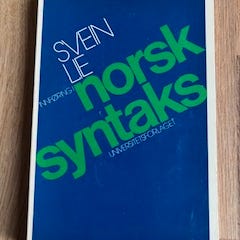 SVEIN
LIE
INNFØRING I
norsk
syntaks
UNIVERSITETSFORLAGET